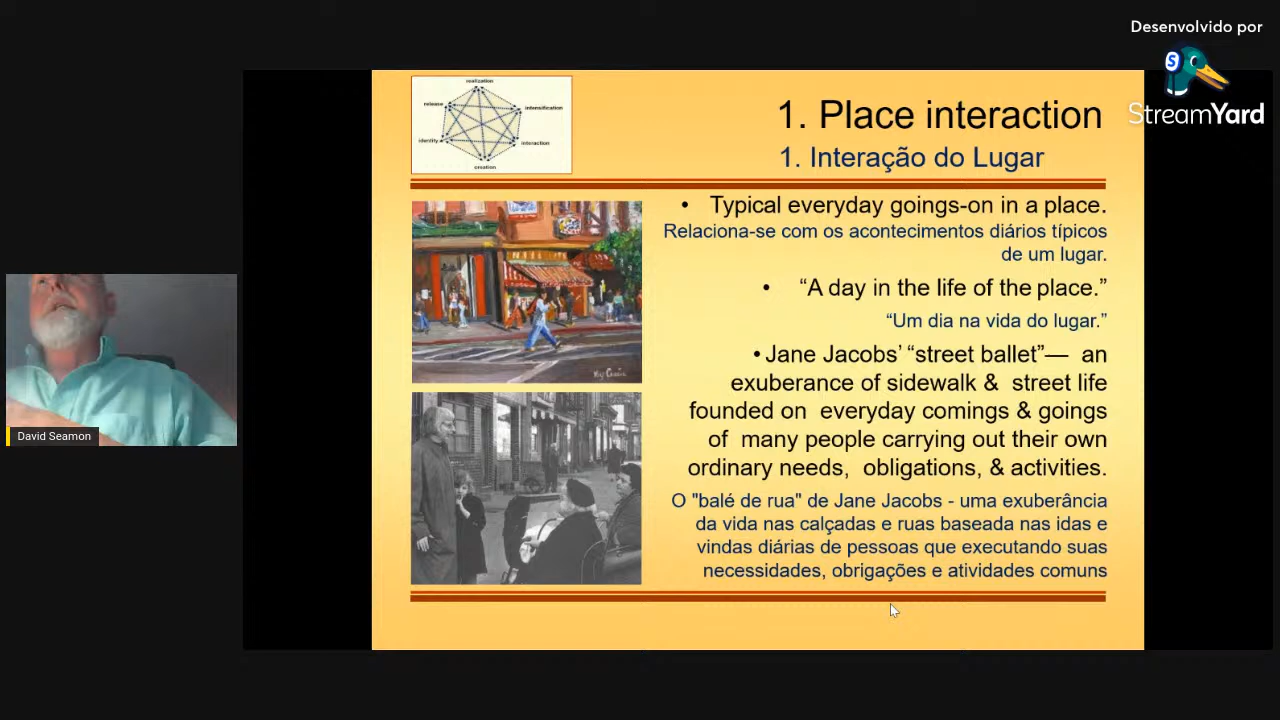 Desenvolvido por
StreamYard
realization
release
intensification
identity
interaction
creation
1. Place interaction
1. Interação do Lugar
• Typical everyday goings-on in a place.
Relaciona-se com os acontecimentos diários típicos
de um lugar.
• “A day in the life of the place.”
“Um dia na vida do lugar.”
• Jane Jacobs’ “street ballet”— an
exuberance of sidewalk & street life
founded on everyday comings & goings
of many people carrying out their own
ordinary needs, obligations, & activities.
O "balé de rua" de Jane Jacobs - uma exuberância
da vida nas calçadas e ruas baseada nas idas e
vindas diárias de pessoas que executando suas
necessidades, obrigações e atividades comuns
David Seamon